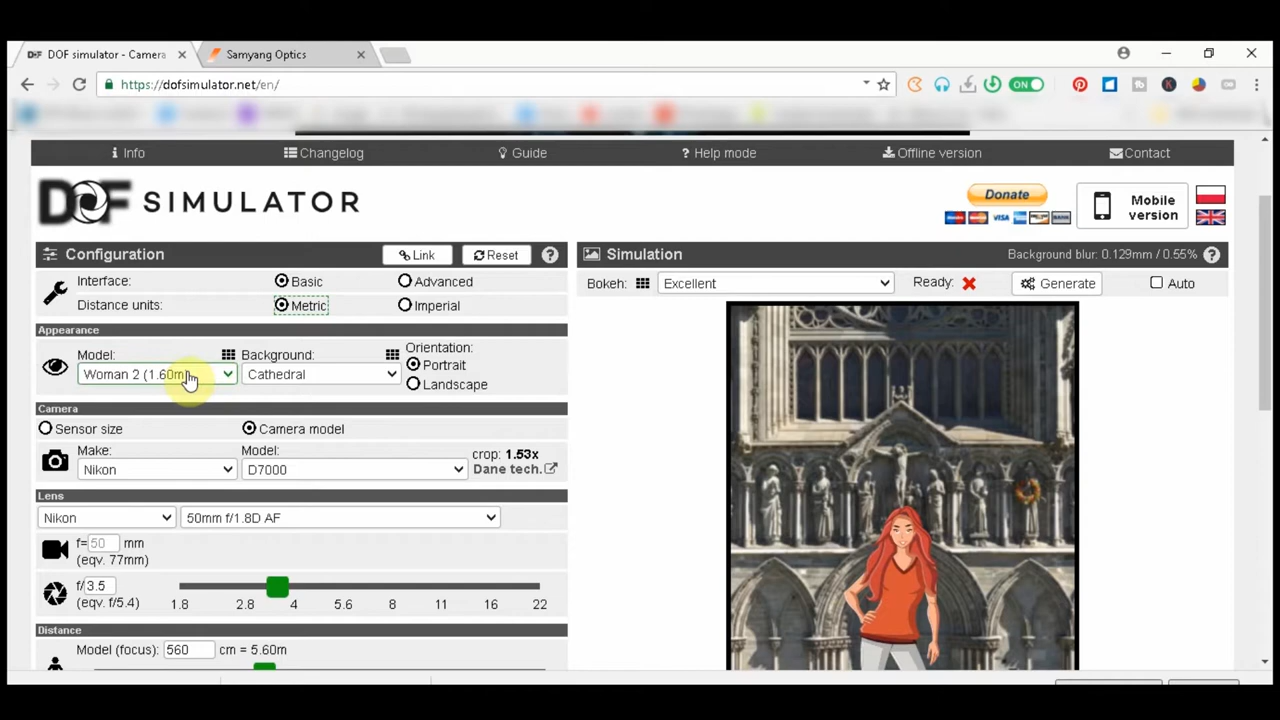 DOF simulator - Camera
Samyang Optics
https://dofsimulator.net/en/
ON
Info
Changelog
Guide
Help mode
Offline version
Contact
DOF SIMULATOR
Donate
VISA
Mobile version
Configuration
Link
Reset
Simulation
Background blur: 0.129mm / 0.55%
Interface:
Basic
Advanced
Bokeh:
Excellent
Ready:
Generate
Auto
Distance units:
Metric
Imperial
Appearance
Model:
Background:
Orientation:
Woman 2 (1.60m)
Cathedral
Portrait
Landscape
Camera
Sensor size
Camera model
Make:
Model:
crop: 1.53x
Nikon
D7000
Dane tech.
Lens
Nikon
50mm f/1.8D AF
f= 50 mm
(eqv. 77mm)
f/ 3.5
(eqv. f/5.4)
1.8 2.8 4 5.6 8 11 16 22
Distance
Model (focus): 560 cm = 5.60m